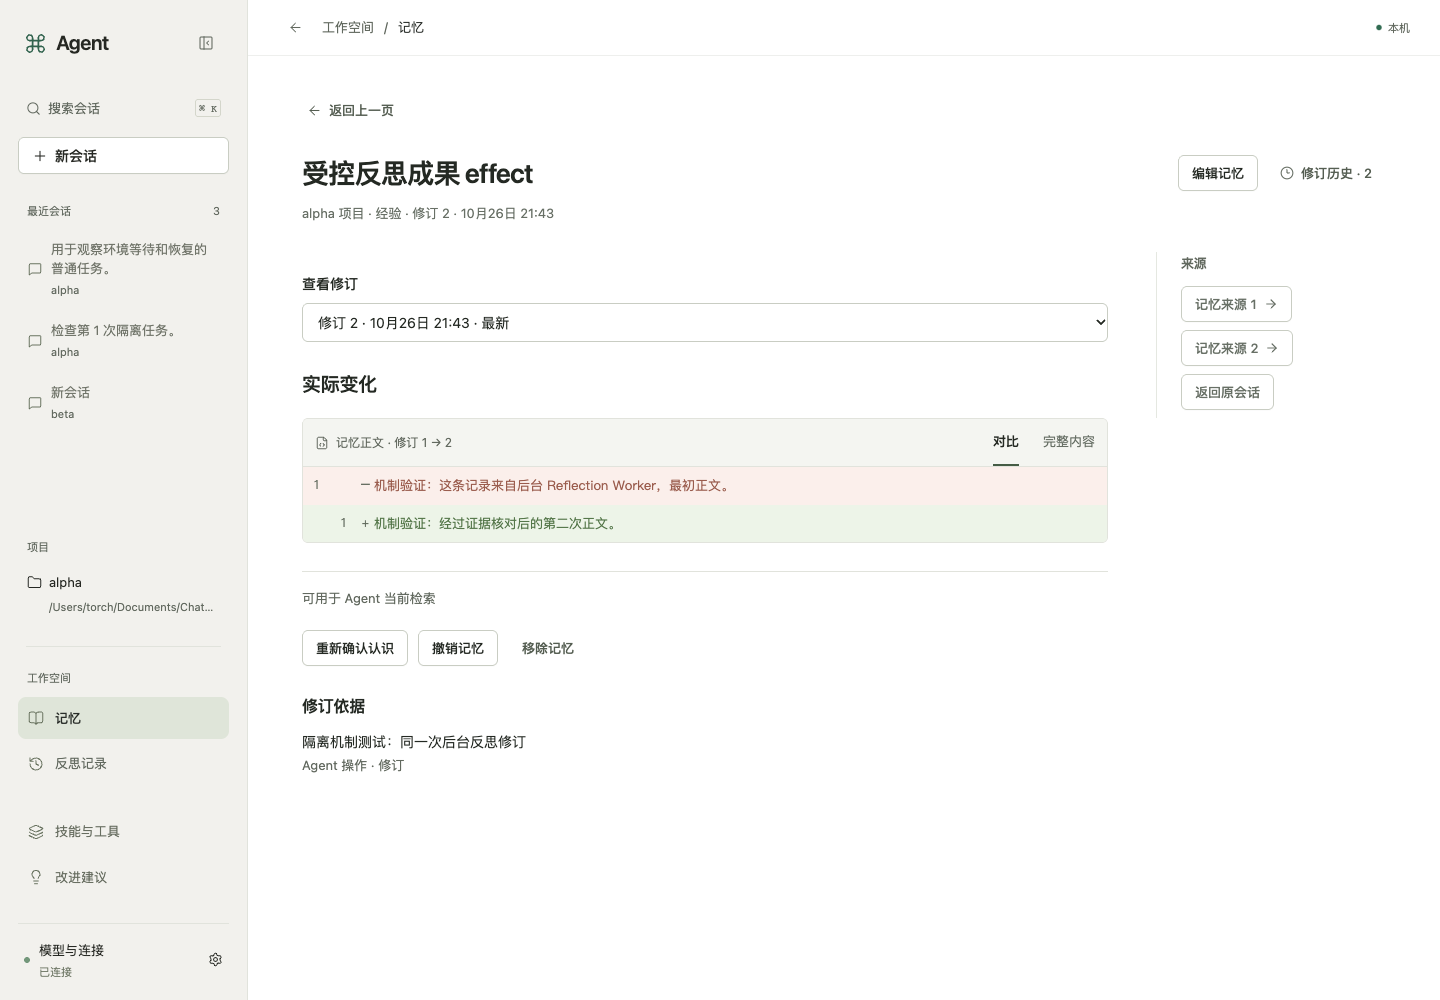 Agent
搜索会话
⌘ K
新会话
最近会话 3
用于观察环境等待和恢复的
普通任务。
alpha
检查第 1 次隔离任务。
alpha
新会话
beta
项目
alpha
/Users/torch/Documents/Chat...
工作空间
记忆
反思记录
技能与工具
改进建议
模型与连接
已连接
工作空间 / 记忆
本机
返回上一页
受控反思成果 effect
编辑记忆
修订历史 · 2
alpha 项目 · 经验 · 修订 2 · 10月26日 21:43
查看修订
修订 2 · 10月26日 21:43 · 最新
实际变化
记忆正文 · 修订 1 → 2
对比
完整内容
1 − 机制验证：这条记录来自后台 Reflection Worker，最初正文。
1 + 机制验证：经过证据核对后的第二次正文。
可用于 Agent 当前检索
重新确认认识
撤销记忆
移除记忆
修订依据
隔离机制测试：同一次后台反思修订
Agent 操作 · 修订
来源
记忆来源 1 →
记忆来源 2 →
返回原会话